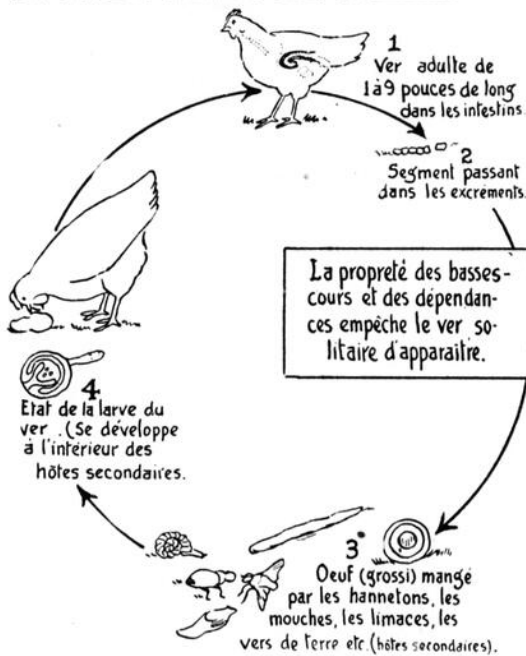 1
Ver adulte de
1 à 9 pouces de long
dans les intestins.
2
Segment passant
dans les excréments.
La propreté des basses-
cours et des dépendan-
ces empêche le ver so-
litaire d'apparaître.
3
Oeuf (grossi) mangé
par les hannetons, les
mouches, les limaces, les
vers de terre etc. (hôtes secondaires).
4
Etat de la larve du
ver . (Se développe
à l'intérieur des
hôtes secondaires.